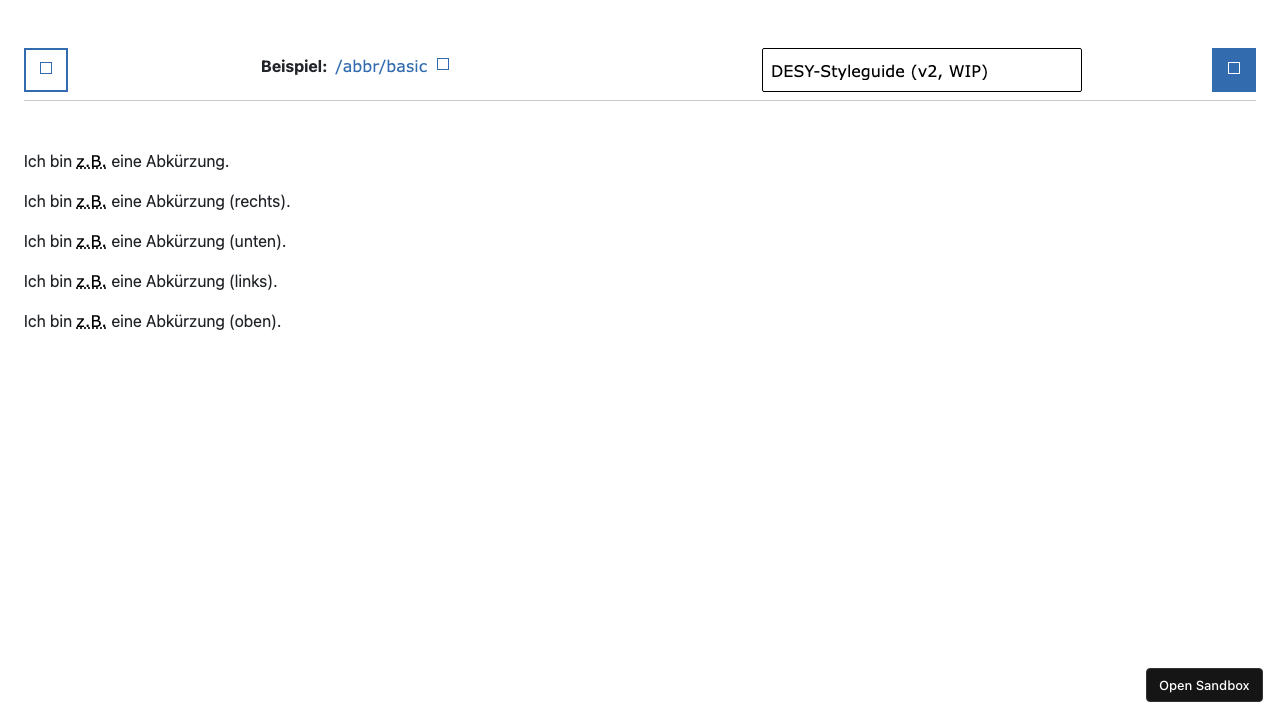 Beispiel: /abbr/basic
DESY-Styleguide (v2, WIP)
Ich bin z.B. eine Abkürzung.
Ich bin z.B. eine Abkürzung (rechts).
Ich bin z.B. eine Abkürzung (unten).
Ich bin z.B. eine Abkürzung (links).
Ich bin z.B. eine Abkürzung (oben).
Open Sandbox